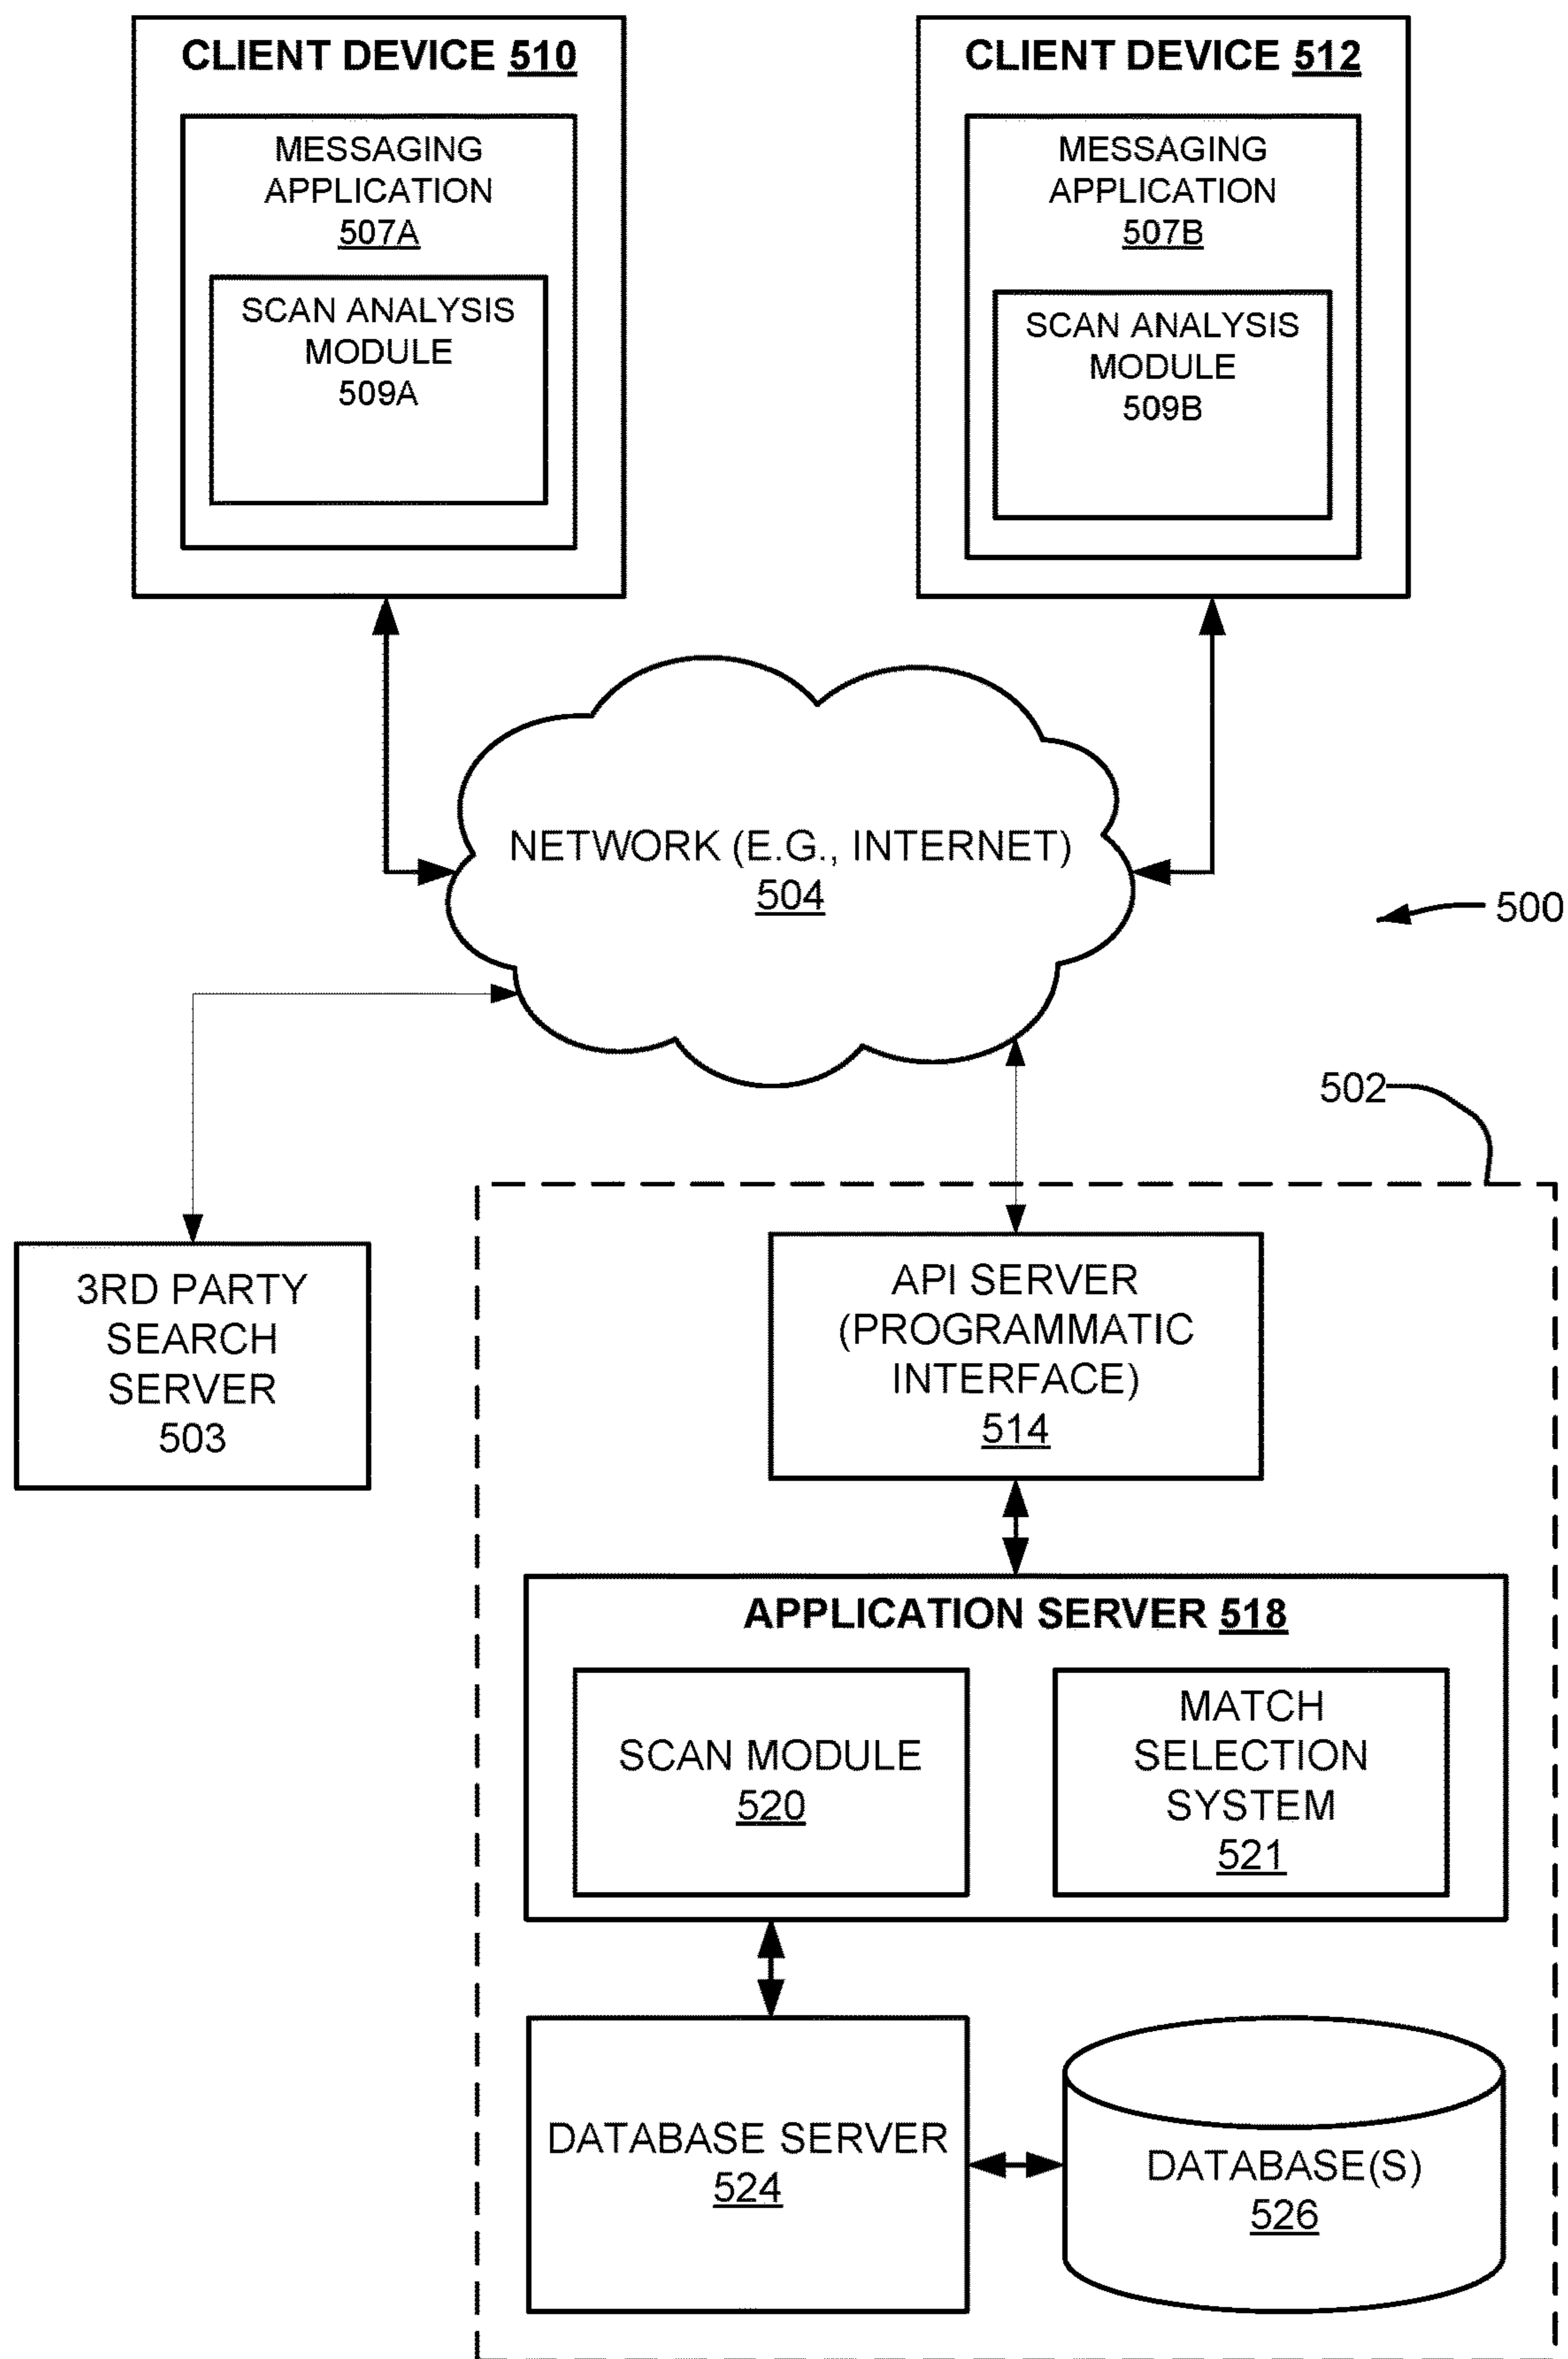 CLIENT DEVICE 510
MESSAGING
APPLICATION
507A
SCAN ANALYSIS
MODULE
509A
CLIENT DEVICE 512
MESSAGING
APPLICATION
507B
SCAN ANALYSIS
MODULE
509B
NETWORK (E.G., INTERNET)
504
500
502
3RD PARTY
SEARCH
SERVER
503
API SERVER
(PROGRAMMATIC
INTERFACE)
514
APPLICATION SERVER 518
SCAN MODULE
520
MATCH
SELECTION
SYSTEM
521
DATABASE SERVER
524
DATABASE(S)
526